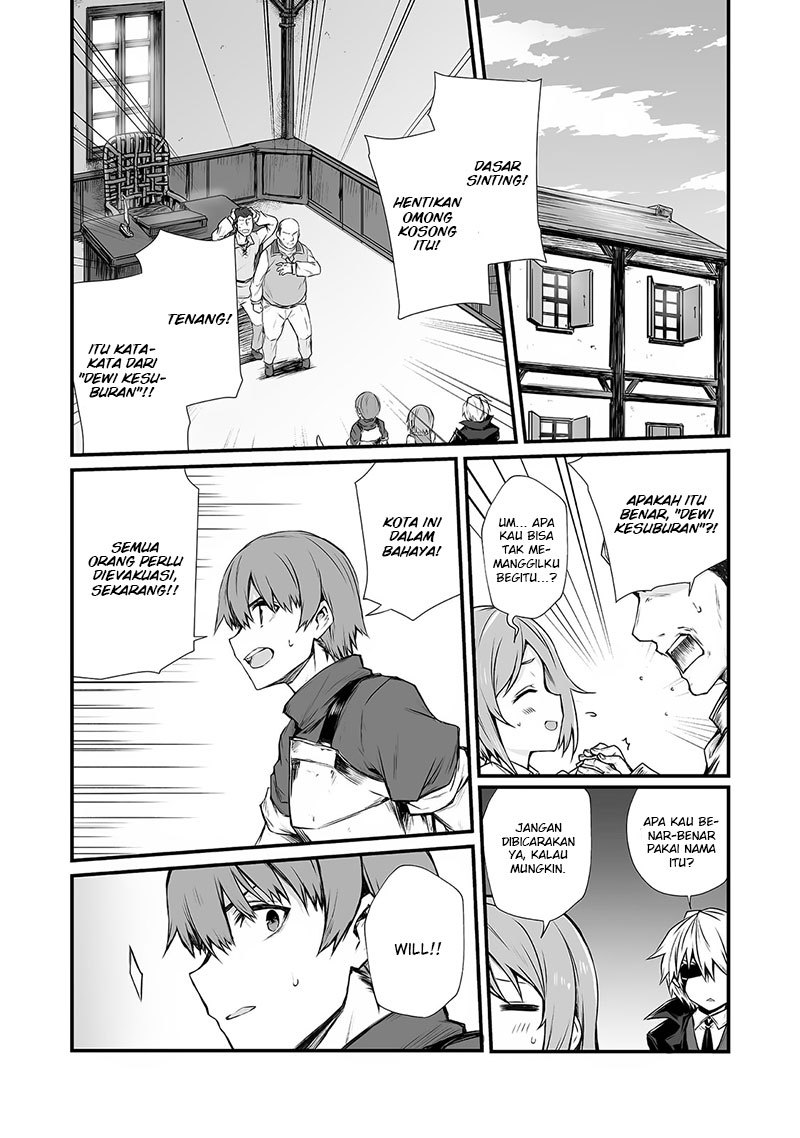 DASAR
SINTING!
HENTIKAN
OMONG
KOSONG
ITU!
TENANG!
ITU KATA-
KATA DARI
"DEWI KESU-
BURAN"!!
APAKAH ITU
BENAR, "DEWI
KESUBURAN"?!
UM... APA
KAU BISA
TAK ME-
MANGGILKU
BEGITU...?
KOTA INI
DALAM
BAHAYA!
SEMUA
ORANG PERLU
DIEVAKUASI,
SEKARANG!!
APA KAU BE-
NAR-BENAR
PAKAI NAMA
ITU?
JANGAN
DIBICARAKAN
YA, KALAU
MUNGKIN.
WILL!!